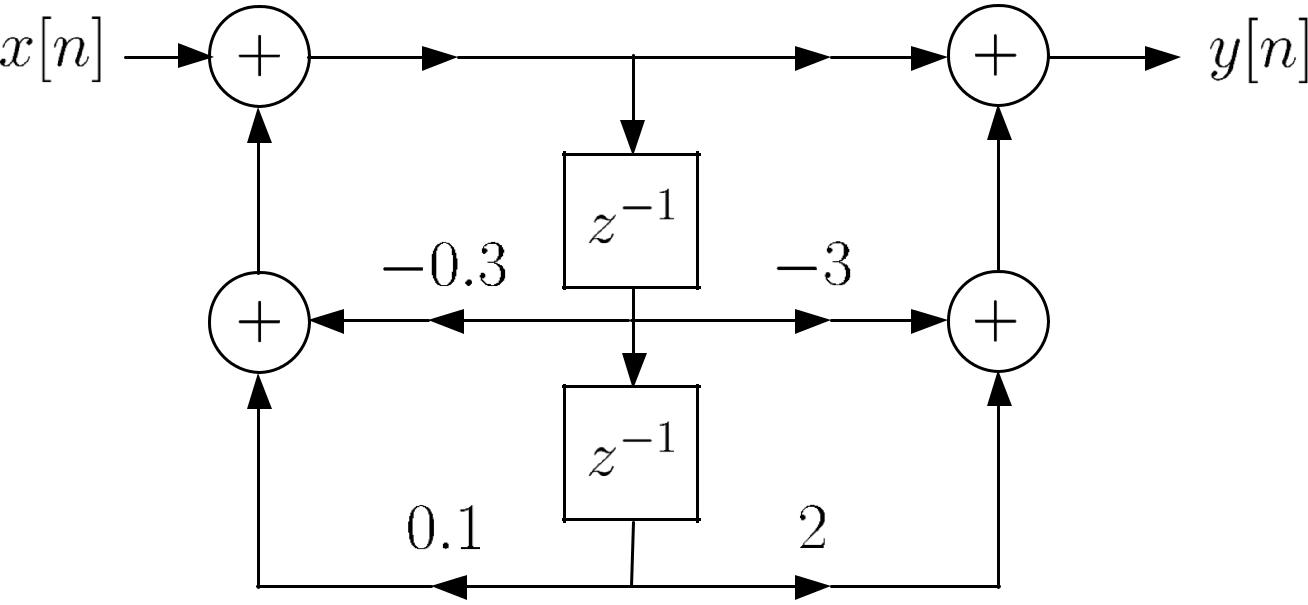 x[n] + + y[n]
z⁻¹
−0.3 −3
+ +
z⁻¹
0.1 2